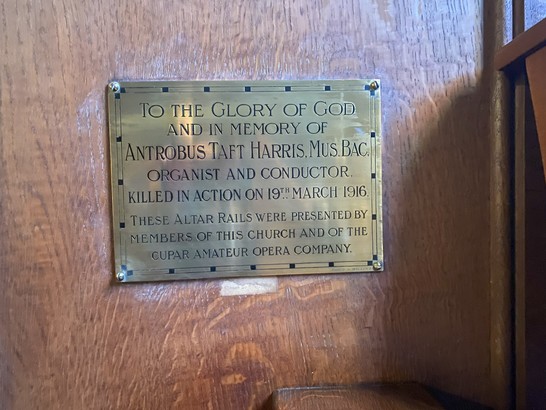 TO THE GLORY OF GOD
AND IN MEMORY OF
ANTROBUS TAFT HARRIS, MUS. BAC.
ORGANIST AND CONDUCTOR.
KILLED IN ACTION ON 19TH MARCH 1916
THESE ALTAR RAILS WERE PRESENTED BY
MEMBERS OF THIS CHURCH AND OF THE
CUPAR AMATEUR OPERA COMPANY.